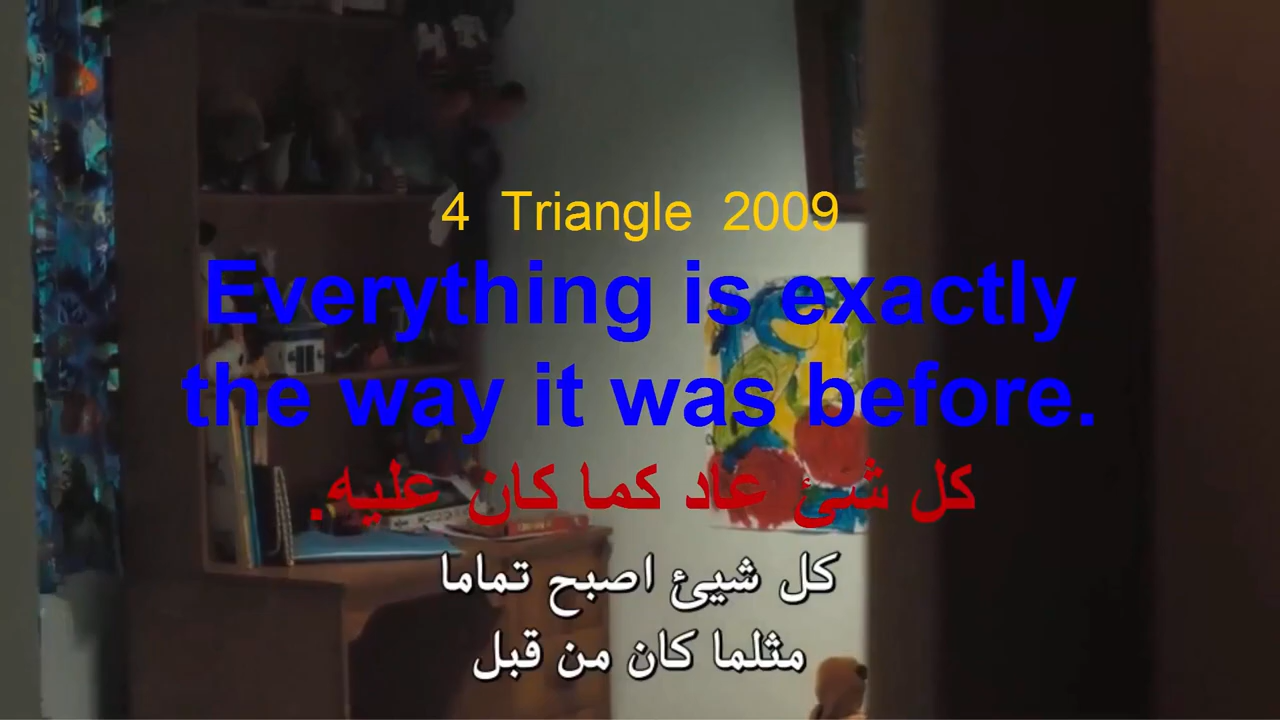 4 Triangle 2009
Everything is exactly
the way it was before.
كل شئ عاد كما كان عليه.
كل شيئ اصبح تماما
مثلما كان من قبل